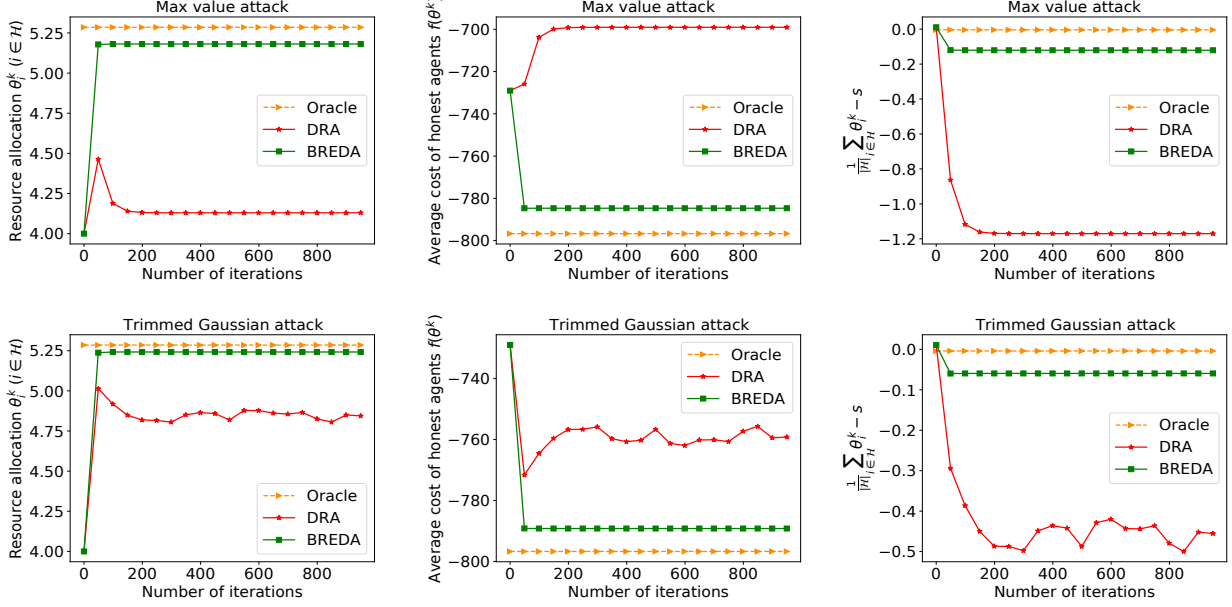 Max value attack
Resource allocation θᵢᵏ (i ∈ ℋ)
5.25
5.00
4.75
4.50
4.25
4.00
Oracle
DRA
BREDA
0 200 400 600 800
Number of iterations
Max value attack
Average cost of honest agents f(θᵏ)
−700
−720
−740
−760
−780
−800
Oracle
DRA
BREDA
0 200 400 600 800
Number of iterations
Max value attack
1/|ℋ| ∑ i∈ℋ θᵢᵏ − s
0.0
−0.2
−0.4
−0.6
−0.8
−1.0
−1.2
Oracle
DRA
BREDA
0 200 400 600 800
Number of iterations
Trimmed Gaussian attack
Resource allocation θᵢᵏ (i ∈ ℋ)
5.25
5.00
4.75
4.50
4.25
4.00
Oracle
DRA
BREDA
0 200 400 600 800
Number of iterations
Trimmed Gaussian attack
Average cost of honest agents f(θᵏ)
−740
−760
−780
−800
Oracle
DRA
BREDA
0 200 400 600 800
Number of iterations
Trimmed Gaussian attack
1/|ℋ| ∑ i∈ℋ θᵢᵏ − s
0.0
−0.1
−0.2
−0.3
−0.4
−0.5
Oracle
DRA
BREDA
0 200 400 600 800
Number of iterations